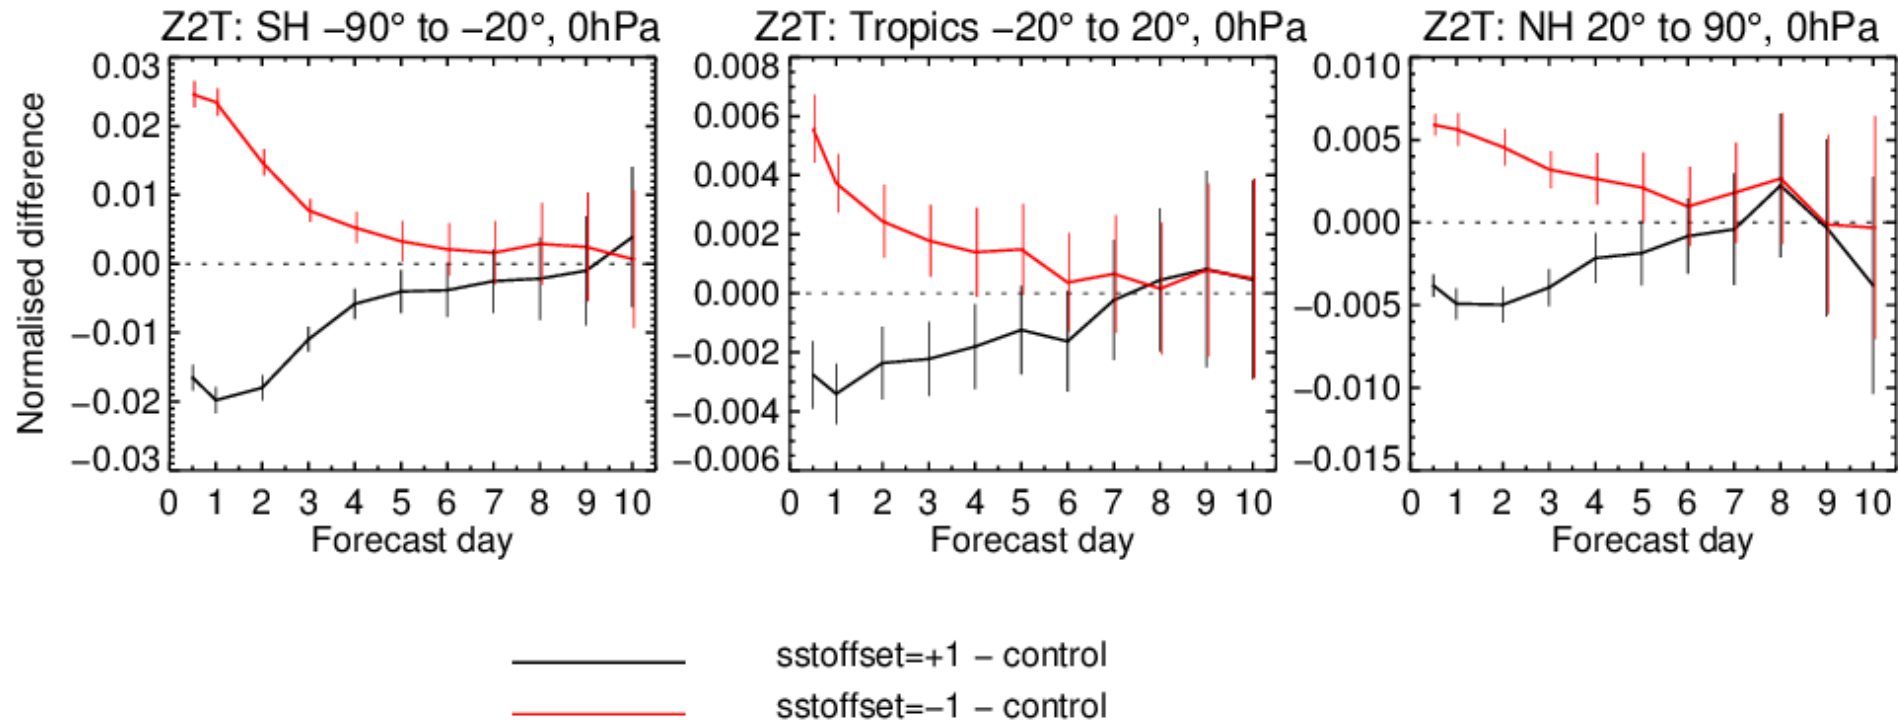 Z2T: SH −90° to −20°, 0hPa
Z2T: Tropics −20° to 20°, 0hPa
Z2T: NH 20° to 90°, 0hPa
Normalised difference
0.03
0.02
0.01
0.00
−0.01
−0.02
−0.03
0 1 2 3 4 5 6 7 8 9 10
Forecast day
0.008
0.006
0.004
0.002
0.000
−0.002
−0.004
−0.006
0 1 2 3 4 5 6 7 8 9 10
Forecast day
0.010
0.005
0.000
−0.005
−0.010
−0.015
0 1 2 3 4 5 6 7 8 9 10
Forecast day
sstoffset=+1 − control
sstoffset=−1 − control